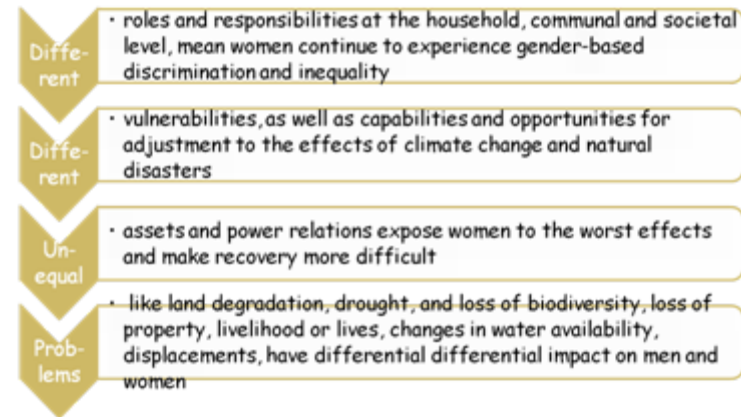 Diffe-
rent
• roles and responsibilities at the household, communal and societal
level, mean women continue to experience gender-based
discrimination and inequality
Diffe-
rent
• vulnerabilities, as well as capabilities and opportunities for
adjustment to the effects of climate change and natural
disasters
Un-
equal
• assets and power relations expose women to the worst effects
and make recovery more difficult
Prob-
lems
• like land degradation, drought, and loss of biodiversity, loss of
property, livelihood or lives, changes in water availability,
displacements, have differential differential impact on men and
women